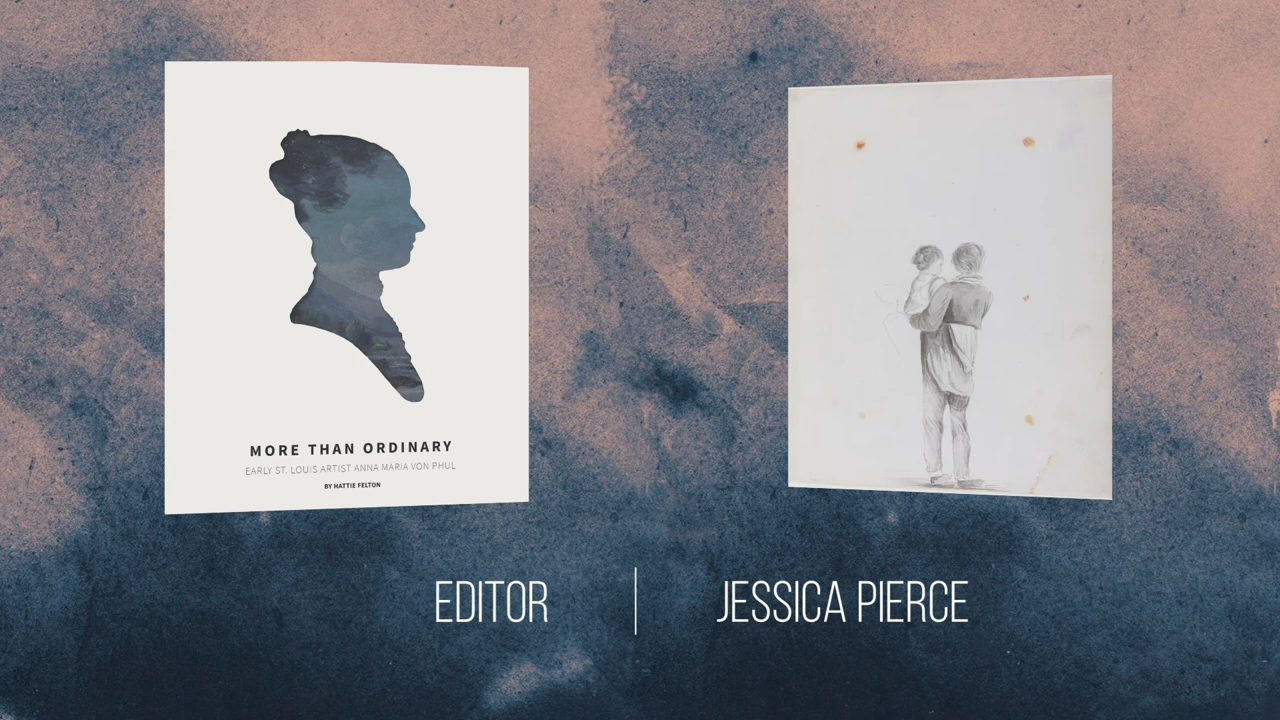 MORE THAN ORDINARY
EARLY ST. LOUIS ARTIST ANNA MARIA VON PHUL
BY HATTIE FELTON
EDITOR
JESSICA PIERCE